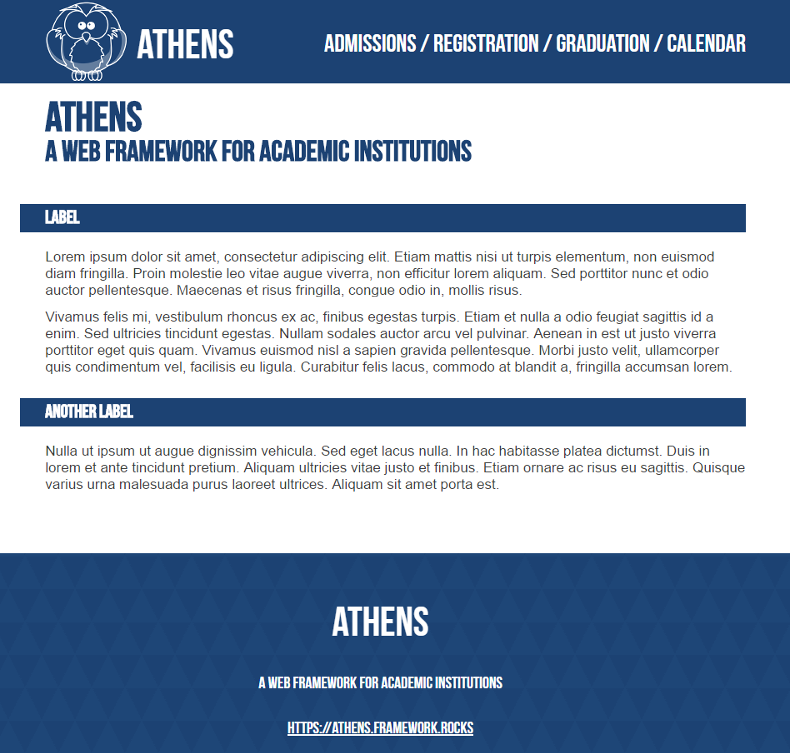 ATHENS
ADMISSIONS / REGISTRATION / GRADUATION / CALENDAR
ATHENS
A WEB FRAMEWORK FOR ACADEMIC INSTITUTIONS
LABEL
Lorem ipsum dolor sit amet, consectetur adipiscing elit. Etiam mattis nisi ut turpis elementum, non euismod
diam fringilla. Proin molestie leo vitae augue viverra, non efficitur lorem aliquam. Sed porttitor nunc et odio
auctor pellentesque. Maecenas et risus fringilla, congue odio in, mollis risus.
Vivamus felis mi, vestibulum rhoncus ex ac, finibus egestas turpis. Etiam et nulla a odio feugiat sagittis id a
enim. Sed ultricies tincidunt egestas. Nullam sodales auctor arcu vel pulvinar. Aenean in est ut justo viverra
porttitor eget quis quam. Vivamus euismod nisl a sapien gravida pellentesque. Morbi justo velit, ullamcorper
quis condimentum vel, facilisis eu ligula. Curabitur felis lacus, commodo at blandit a, fringilla accumsan lorem.
ANOTHER LABEL
Nulla ut ipsum ut augue dignissim vehicula. Sed eget lacus nulla. In hac habitasse platea dictumst. Duis in
lorem et ante tincidunt pretium. Aliquam ultricies vitae justo et finibus. Etiam ornare ac risus eu sagittis. Quisque
varius urna malesuada purus laoreet ultrices. Aliquam sit amet porta est.
ATHENS
A WEB FRAMEWORK FOR ACADEMIC INSTITUTIONS
HTTPS://ATHENS.FRAMEWORK.ROCKS